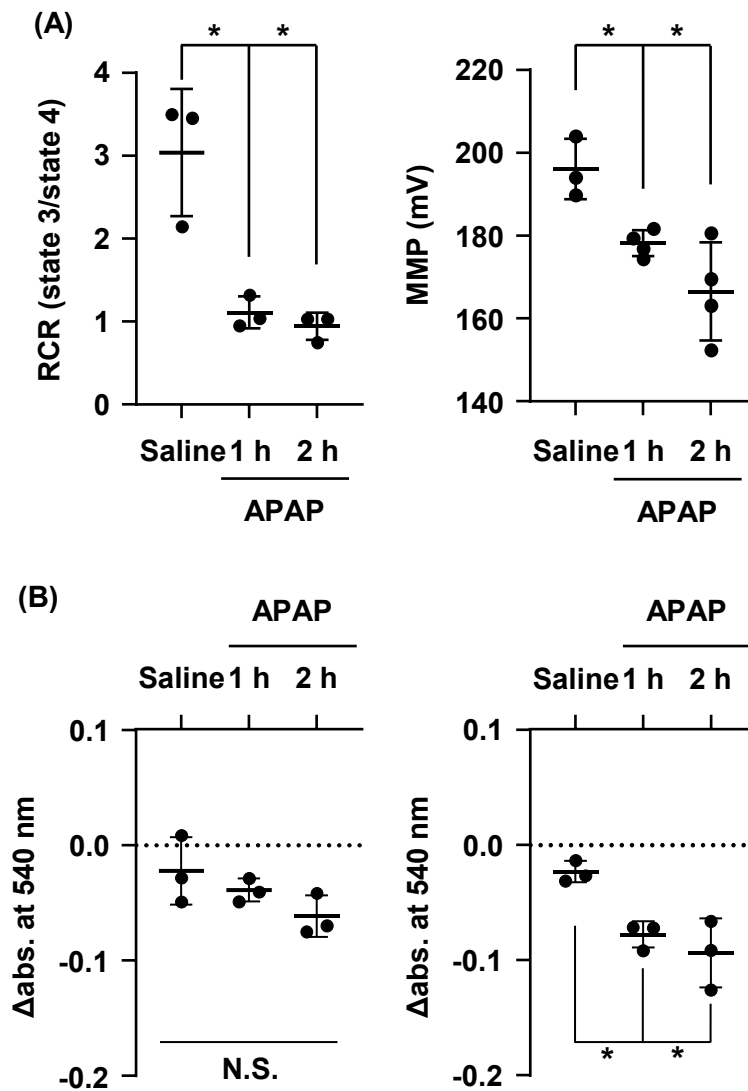 (A)
* *
RCR (state 3/state 4)
4
3
2
1
0
Saline 1 h 2 h
APAP
* *
MMP (mV)
220
200
180
160
140
Saline 1 h 2 h
APAP
(B)
APAP
Saline 1 h 2 h
Δabs. at 540 nm
0.1
0.0
-0.1
-0.2
N.S.
APAP
Saline 1 h 2 h
Δabs. at 540 nm
0.1
0.0
-0.1
-0.2
* *